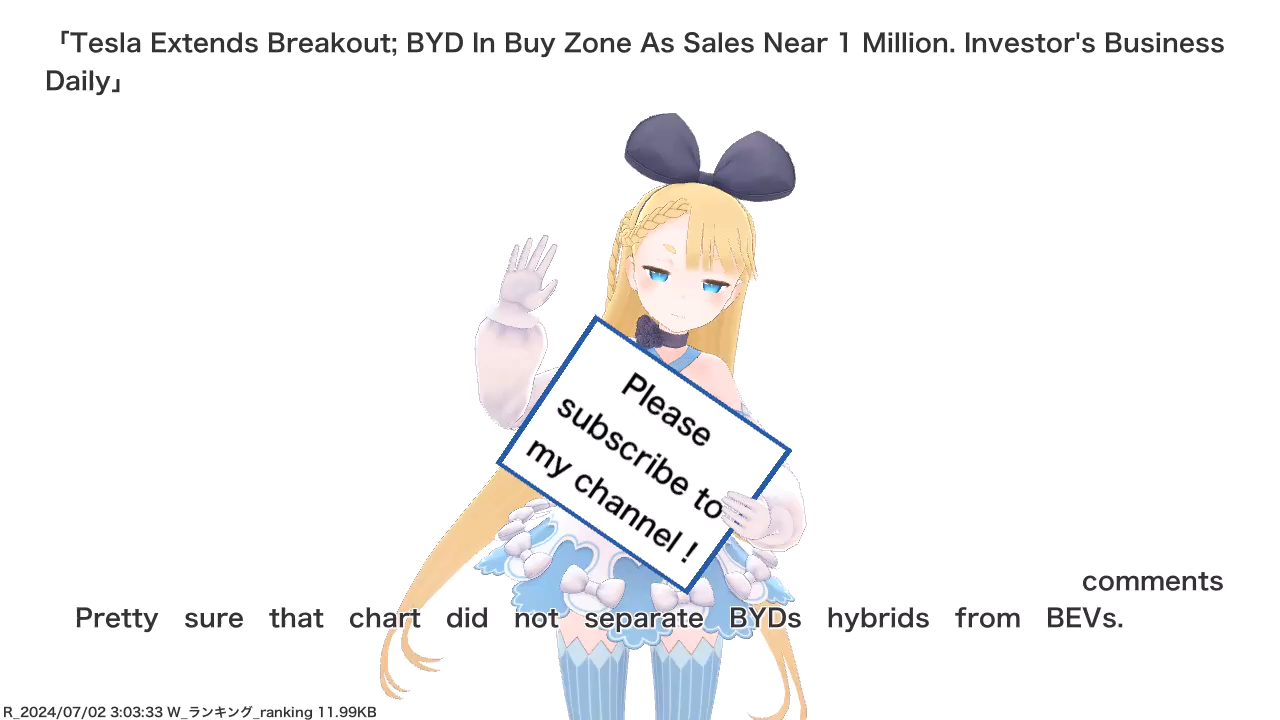 「Tesla Extends Breakout; BYD In Buy Zone As Sales Near 1 Million. Investor's Business
Daily」
Please
subscribe to
my channel !
comments
Pretty sure that chart did not separate BYDs hybrids from BEVs.
R_2024/07/02 3:03:33 W_ランキング_ranking 11.99KB